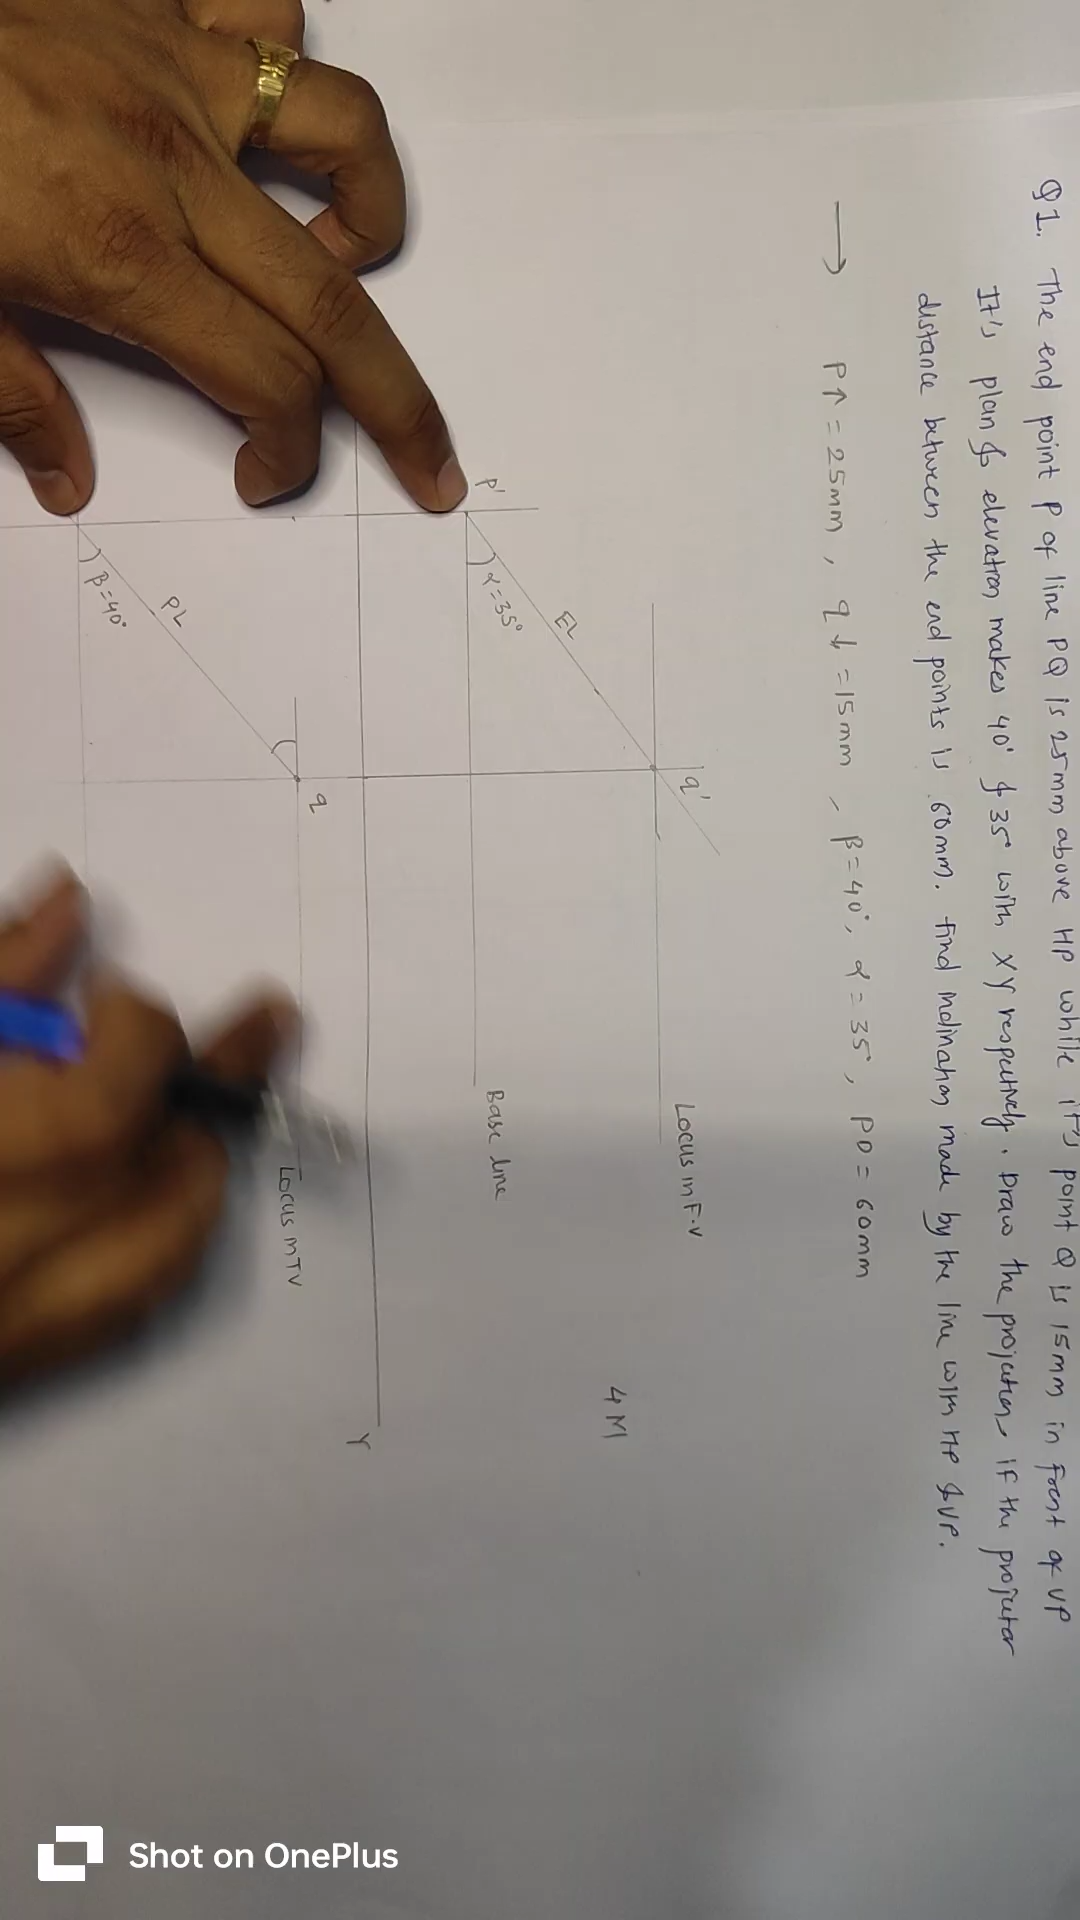 Q1. The end point P of line PQ is 25mm above HP while it's point Q is 15mm in front of VP
It's plan & elevation makes 40° & 35° with XY respectively. Draw the projection, if the projector
distance between the end points is 60mm. find inclination made by the line with HP & VP.
→ P↑ = 25mm, q↓ = 15mm, β = 40°, α = 35°, PD = 60mm
4M
q'
Locus in F.V
P'
EL
α=35°
Base line
Y
q
Locus in TV
PL
β=40°
Shot on OnePlus